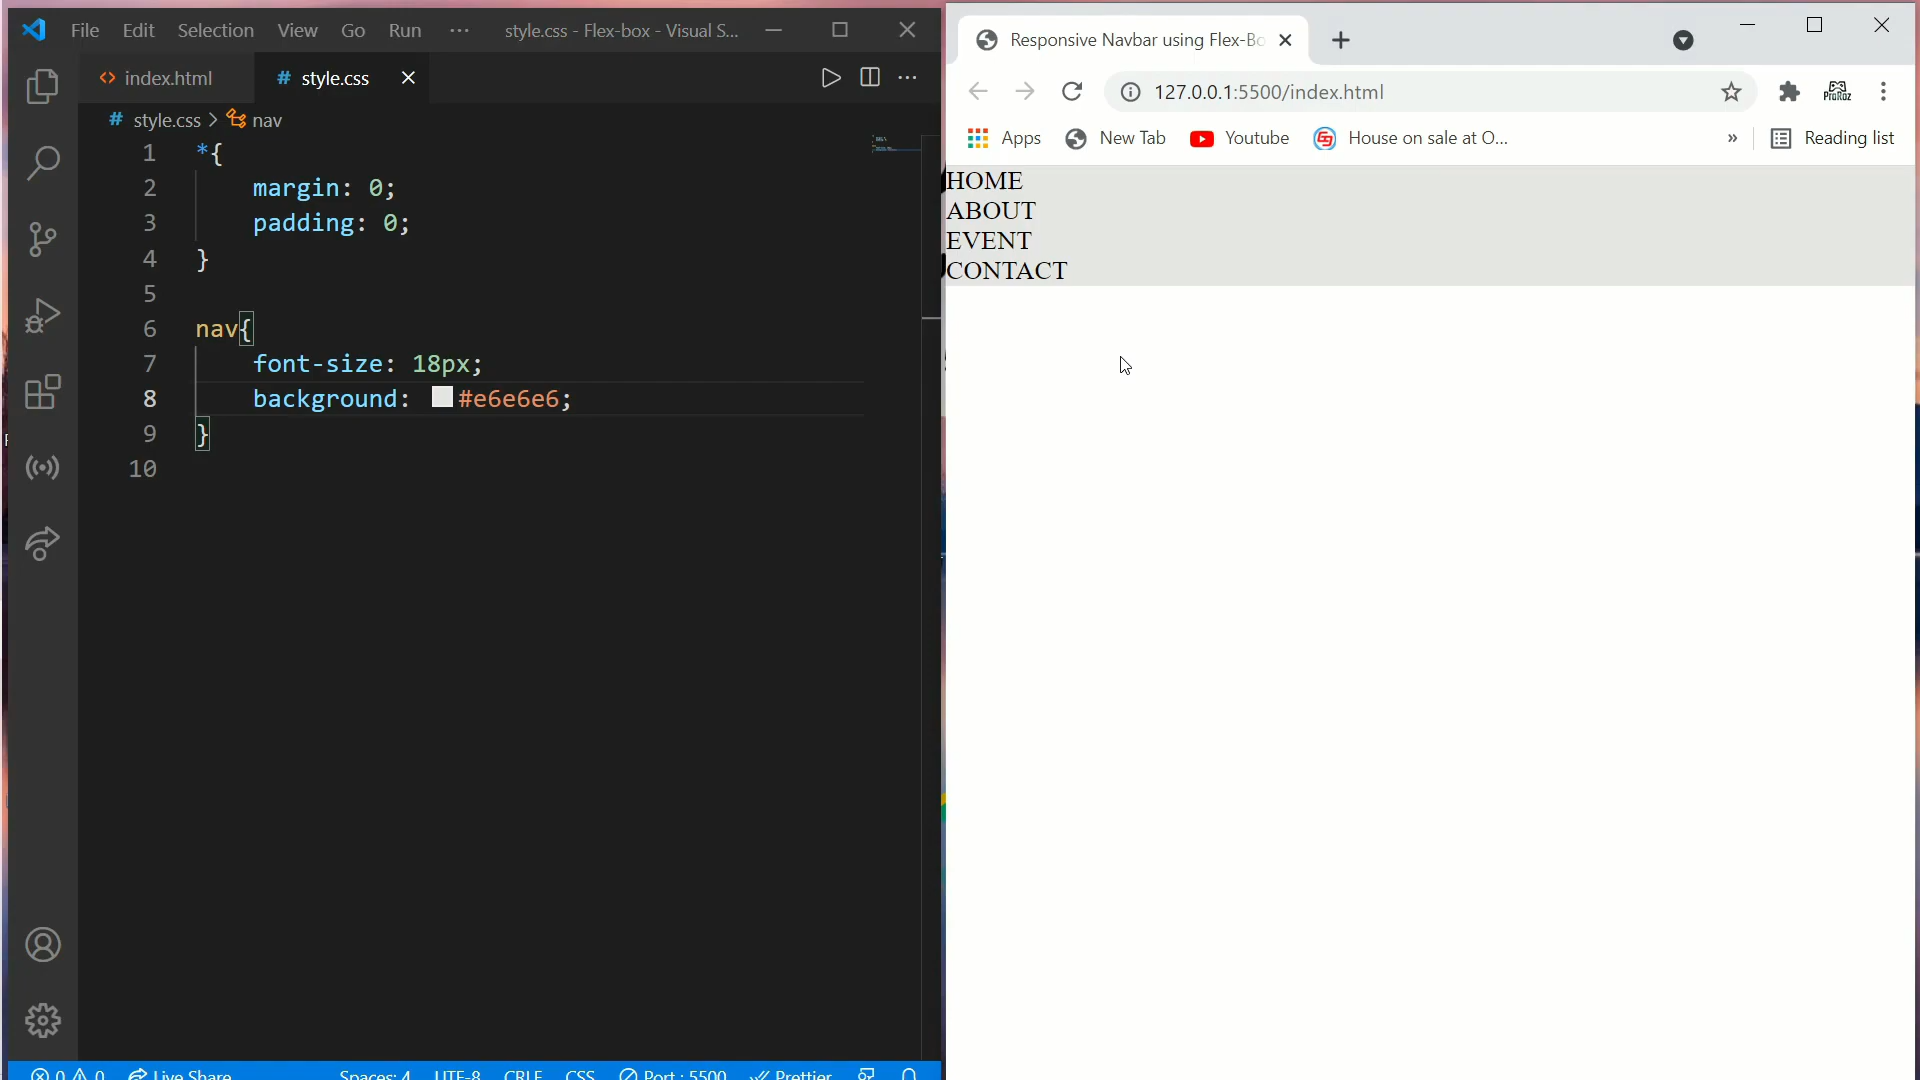 File Edit Selection View Go Run ··· style.css - Flex-box - Visual S...
index.html # style.css
# style.css > nav
1 *{
2 margin: 0;
3 padding: 0;
4 }
5
6 nav{
7 font-size: 18px;
8 background: #e6e6e6;
9 }
10
0 0 Live Share Spaces: 4 UTF-8 CRLF CSS Port : 5500 Prettier
Responsive Navbar using Flex-Bo
127.0.0.1:5500/index.html
Apps New Tab Youtube House on sale at O... » Reading list
HOME
ABOUT
EVENT
CONTACT